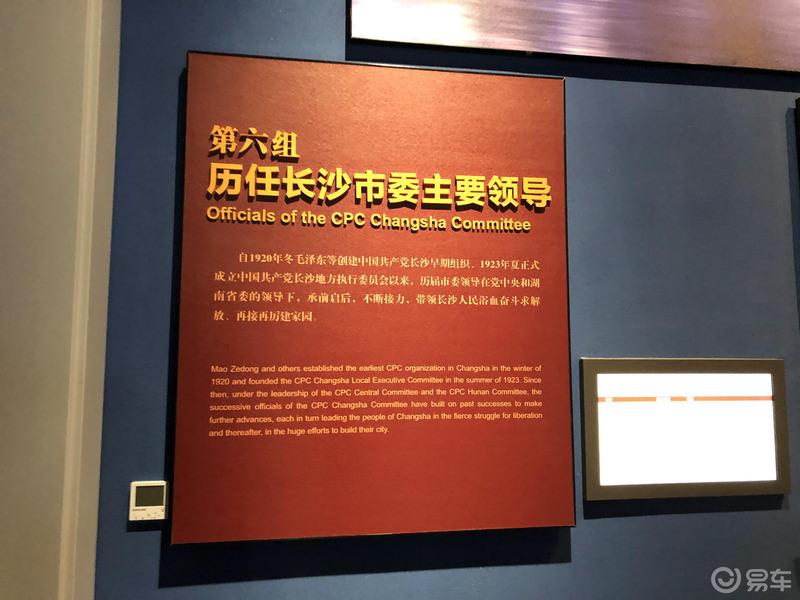 第六组
历任长沙市委主要领导
Officials of the CPC Changsha Committee
自1920年冬毛泽东等创建中国共产党长沙早期组织、1923年夏正式
成立中国共产党长沙地方执行委员会以来，历届市委领导在党中央和湖
南省委的领导下，承前启后，不断接力，带领长沙人民浴血奋斗求解
放、再接再厉建家园。
Mao Zedong and others established the earliest CPC organization in Changsha in the winter of
1920 and founded the CPC Changsha Local Executive Committee in the summer of 1923. Since
then, under the leadership of the CPC Central Committee and the CPC Hunan Committee, the
successive officials of the CPC Changsha Committee have built on past successes to make
further advances, each in turn leading the people of Changsha in the fierce struggle for liberation
and thereafter, in the huge efforts to build their city.
易车